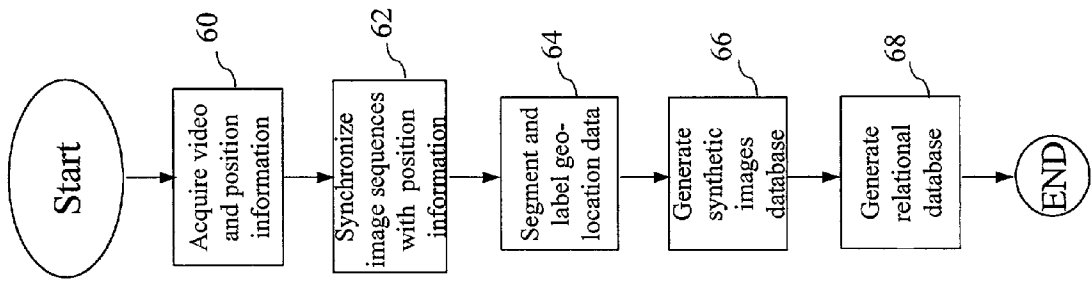 Start
Acquire video
and position
information
60
Synchronize
image sequences
with position
information
62
Segment and
label geo-
location data
64
Generate
synthetic
images
database
66
Generate
relational
database
68
END